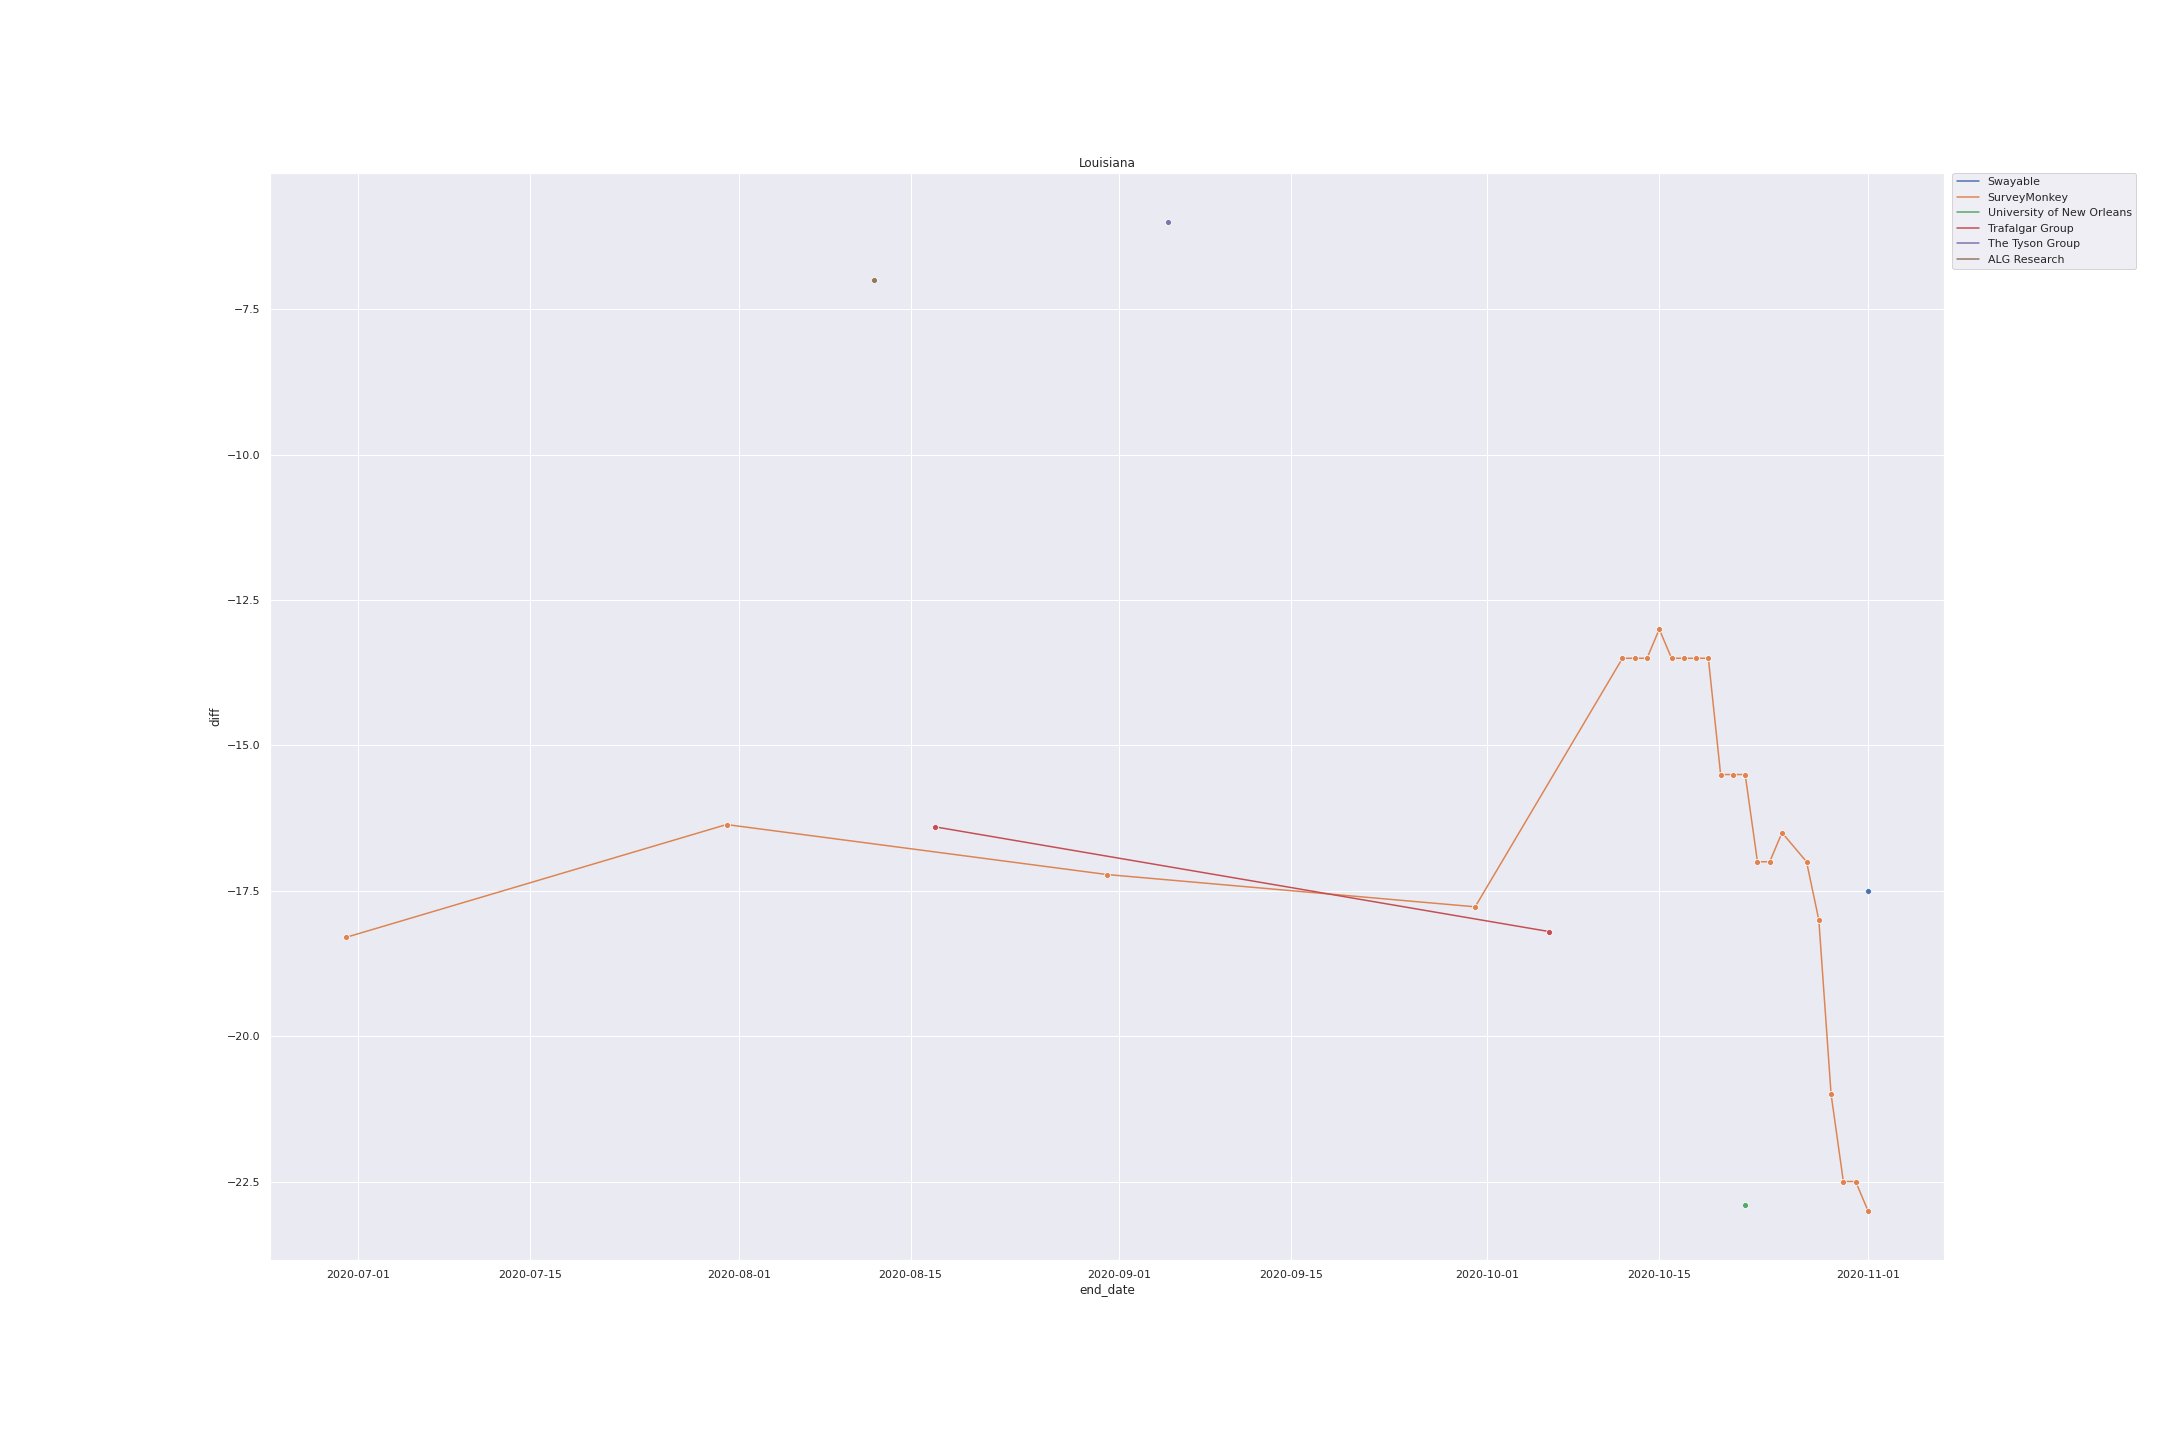 Louisiana
Swayable
SurveyMonkey
University of New Orleans
Trafalgar Group
The Tyson Group
ALG Research
−7.5
−10.0
−12.5
−15.0
−17.5
−20.0
−22.5
diff
2020-07-01
2020-07-15
2020-08-01
2020-08-15
2020-09-01
2020-09-15
2020-10-01
2020-10-15
2020-11-01
end_date